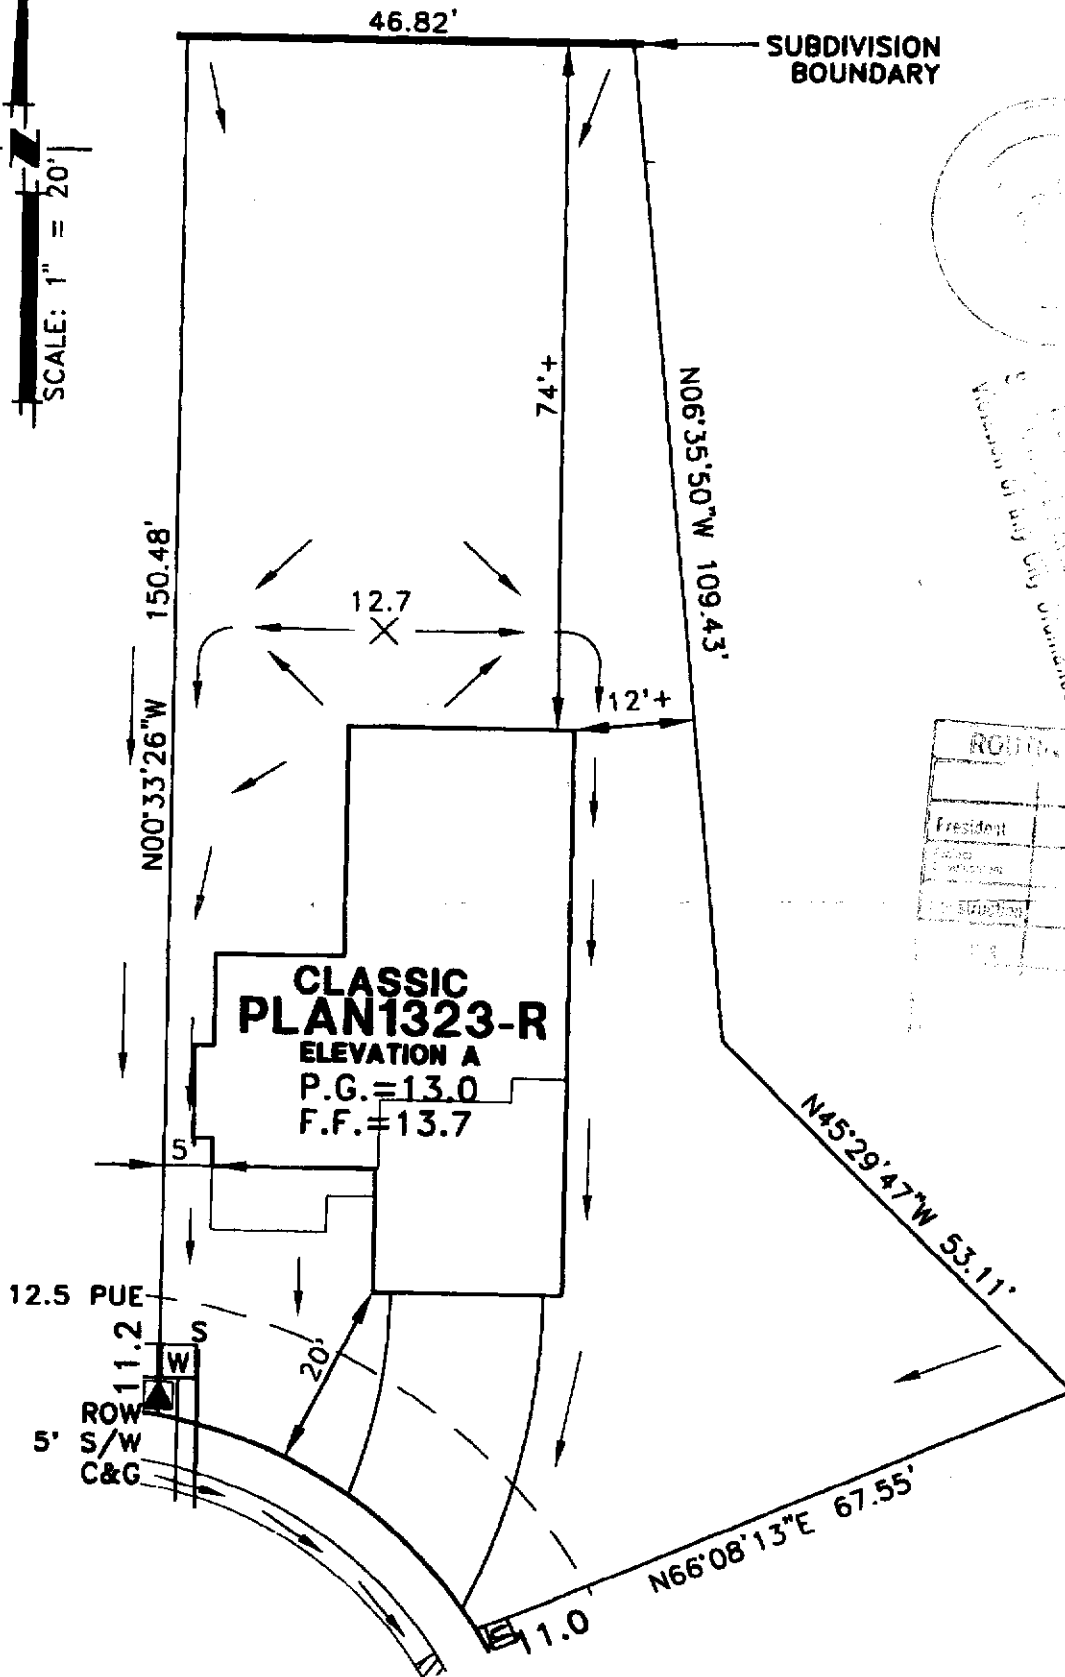 46.82'
SUBDIVISION
BOUNDARY
SCALE: 1" = 20'
74'+
N06°35'50"W 109.43'
N00°33'26"W 150.48'
12.7
12'+
ROUTING
President
Construction
CLASSIC
PLAN1323-R
ELEVATION A
P.G.=13.0
F.F.=13.7
5
N45°29'47"W 53.11'
12.5 PUE
11.2
S
W
20'
ROW
5' S/W
C&G
N66°08'13"E 67.55'
S
11.0